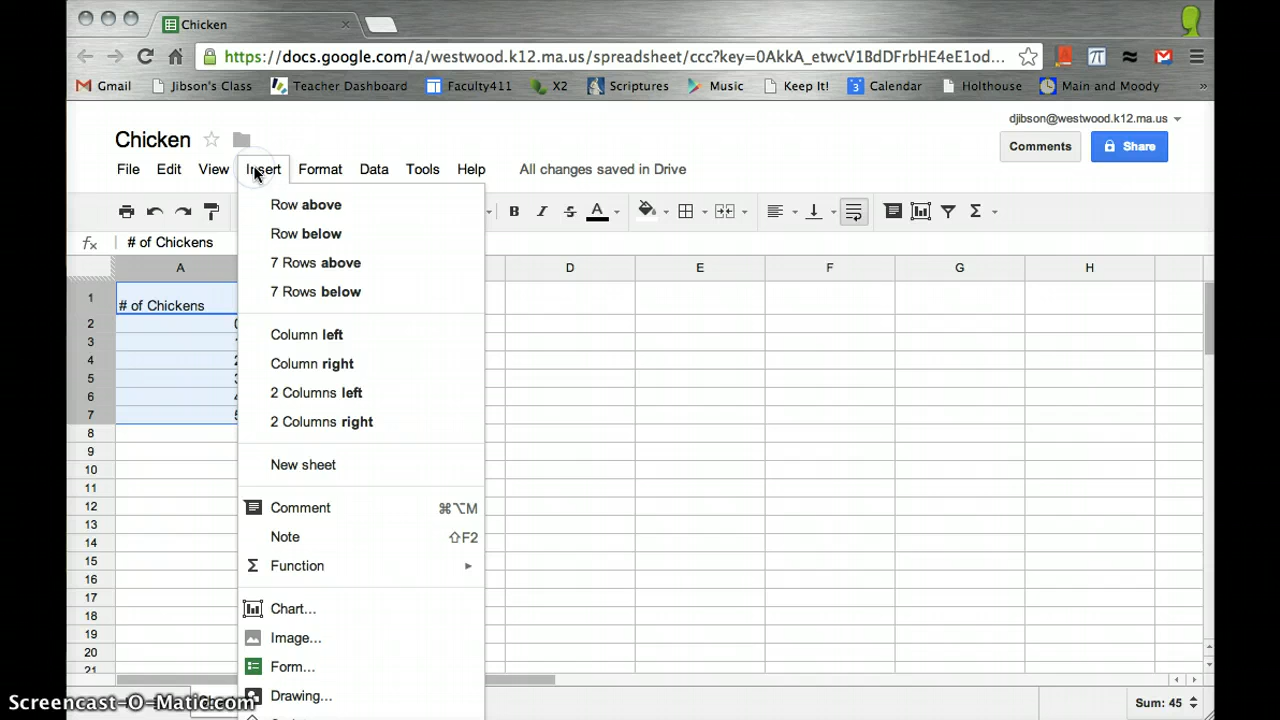 Chicken
https://docs.google.com/a/westwood.k12.ma.us/spreadsheet/ccc?key=0AkkA_etwcV1BdDFrbHE4eE1od...
Gmail Jibson's Class Teacher Dashboard Faculty411 X2 Scriptures Music Keep It! 3 Calendar Holthouse Main and Moody »
djibson@westwood.k12.ma.us
Chicken
Comments Share
File Edit View Insert Format Data Tools Help All changes saved in Drive
B I S A Σ
fx # of Chickens
A D E F G H
1 # of Chickens
2
3
4
5
6
7
8
9
10
11
12
13
14
15
16
17
18
19
20
21
Row above
Row below
7 Rows above
7 Rows below
Column left
Column right
2 Columns left
2 Columns right
New sheet
Comment ⌘⌥M
Note ⇧F2
Σ Function
Chart...
Image...
Form...
Drawing...
Sum: 45
Screencast-O-Matic.com